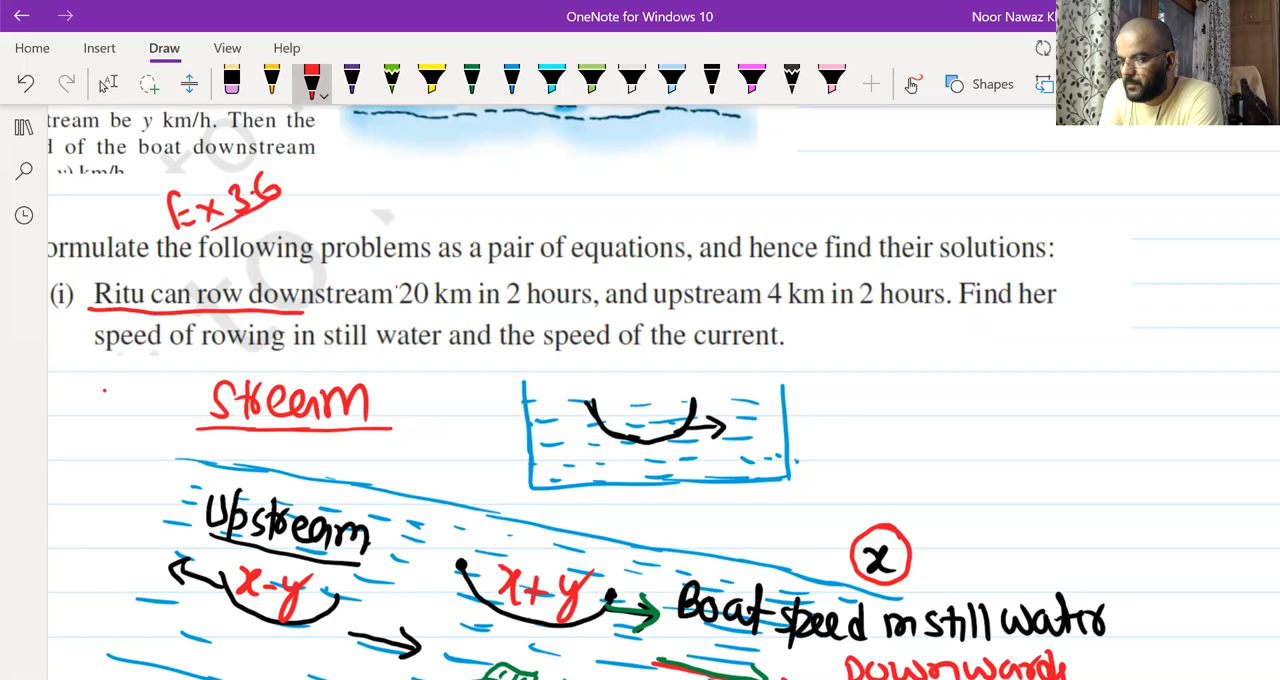 OneNote for Windows 10
Noor Nawaz Kh
Home Insert Draw View Help
Shapes
tream be y km/h. Then the
d of the boat downstream
y) km/h
Ex 3.6
ormulate the following problems as a pair of equations, and hence find their solutions:
(i) Ritu can row downstream 20 km in 2 hours, and upstream 4 km in 2 hours. Find her
speed of rowing in still water and the speed of the current.
Stream
Upstream
x
x-y x+y Boat speed in still water
Downwards